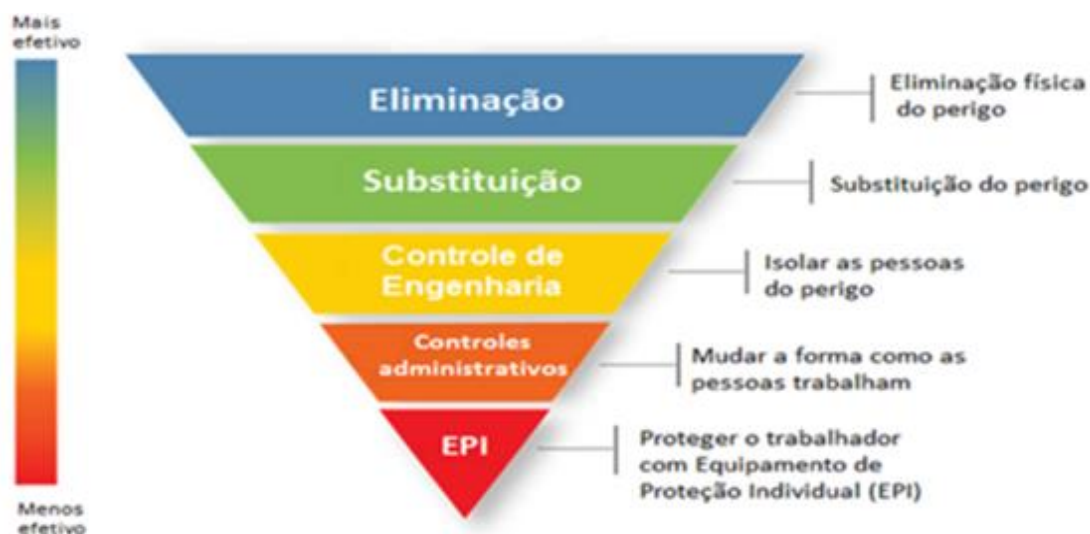 Mais
efetivo
Eliminação
Eliminação física
do perigo
Substituição
Substituição do perigo
Controle de
Engenharia
Isolar as pessoas
do perigo
Controles
administrativos
Mudar a forma como as
pessoas trabalham
EPI
Proteger o trabalhador
com Equipamento de
Proteção Individual (EPI)
Menos
efetivo